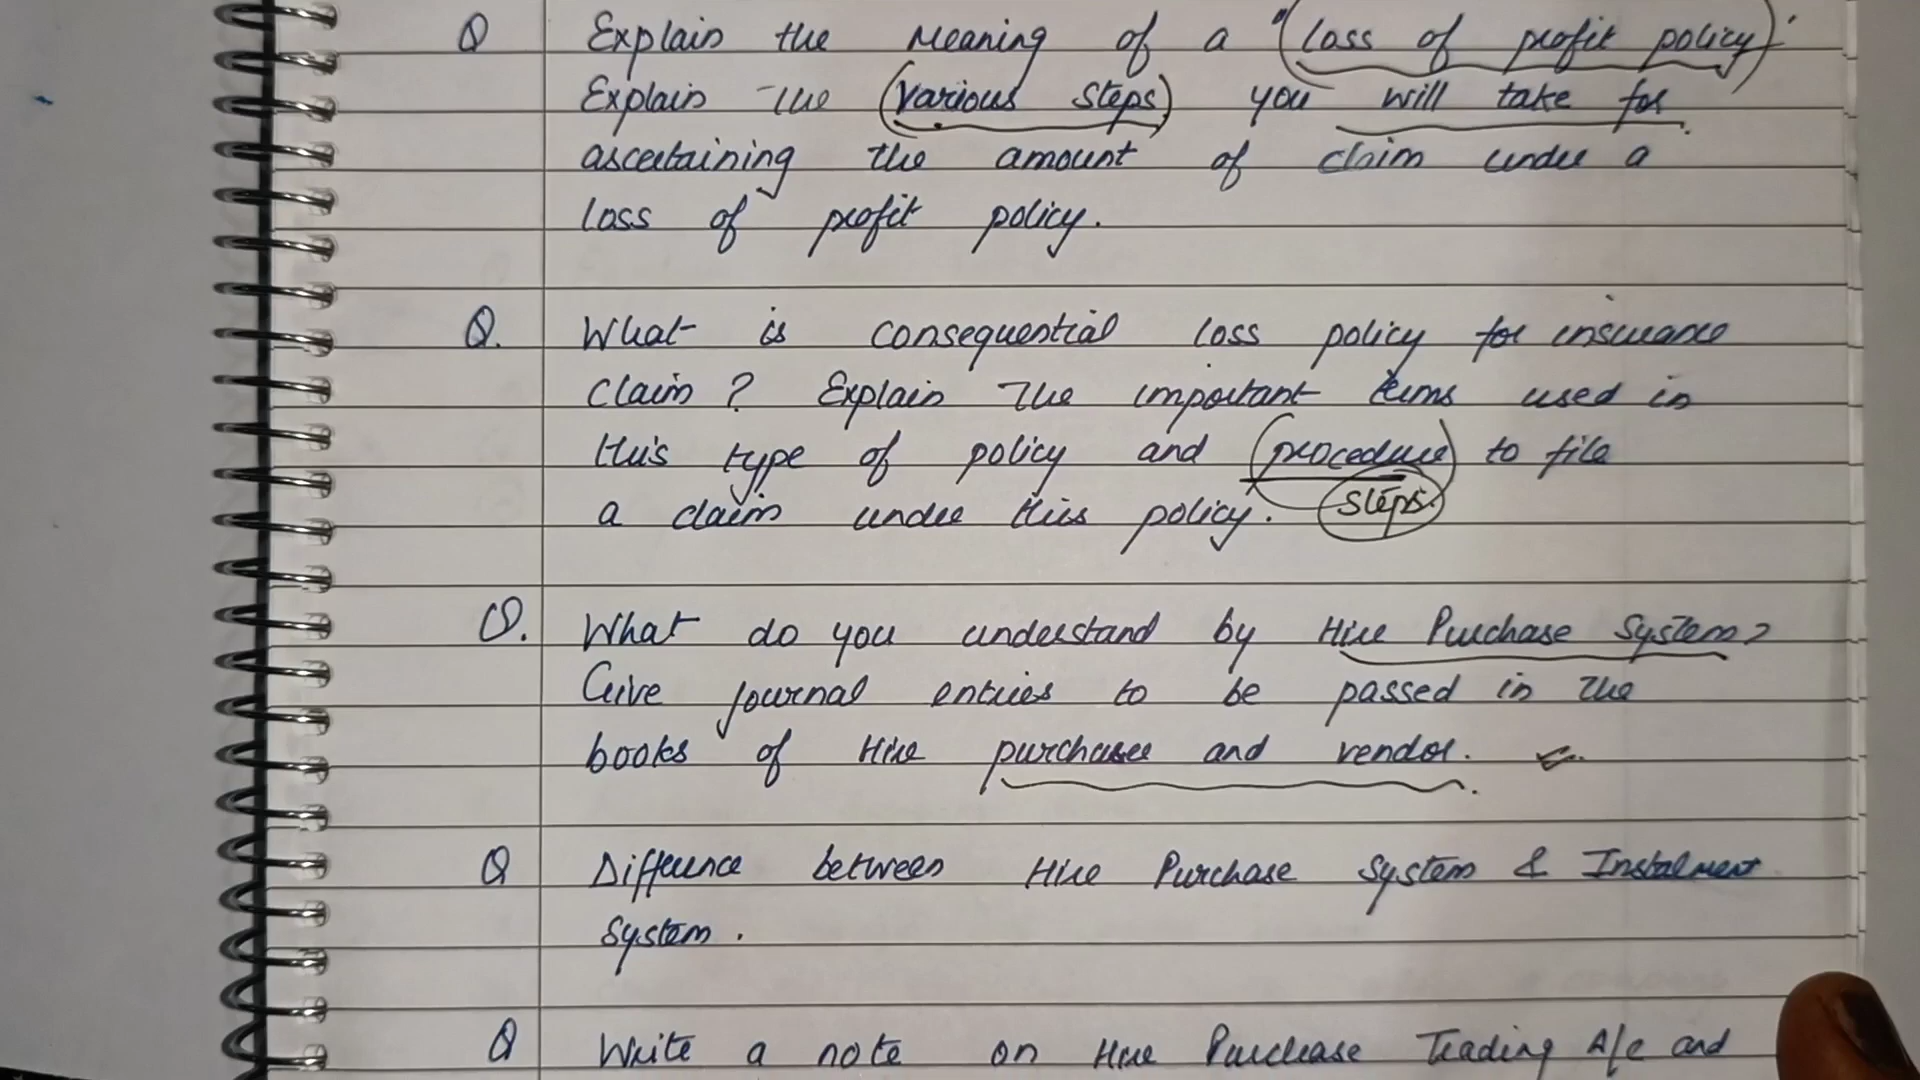 Q Explain the Meaning of a "loss of profit policy".
Explain the various steps you will take for
ascertaining the amount of claim under a
loss of profit policy.
Q. What is consequential loss policy for insurance
claim? Explain the important terms used in
this type of policy and procedure to file
a claim under this policy. steps.
Q. What do you understand by Hire Purchase System?
Give journal entries to be passed in the
books of Hire purchaser and vendor.
Q Difference between Hire Purchase System & Instalment
System.
Q Write a note on Hire Purchase Trading A/c and